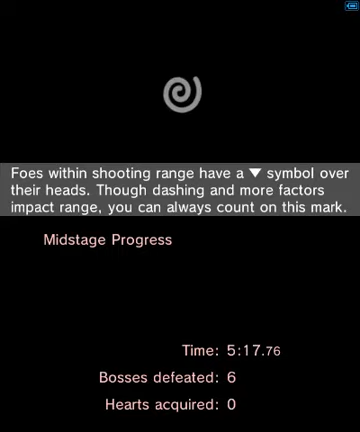 Foes within shooting range have a ▼ symbol over
their heads. Though dashing and more factors
impact range, you can always count on this mark.
Midstage Progress
Time: 5:17.76
Bosses defeated: 6
Hearts acquired: 0